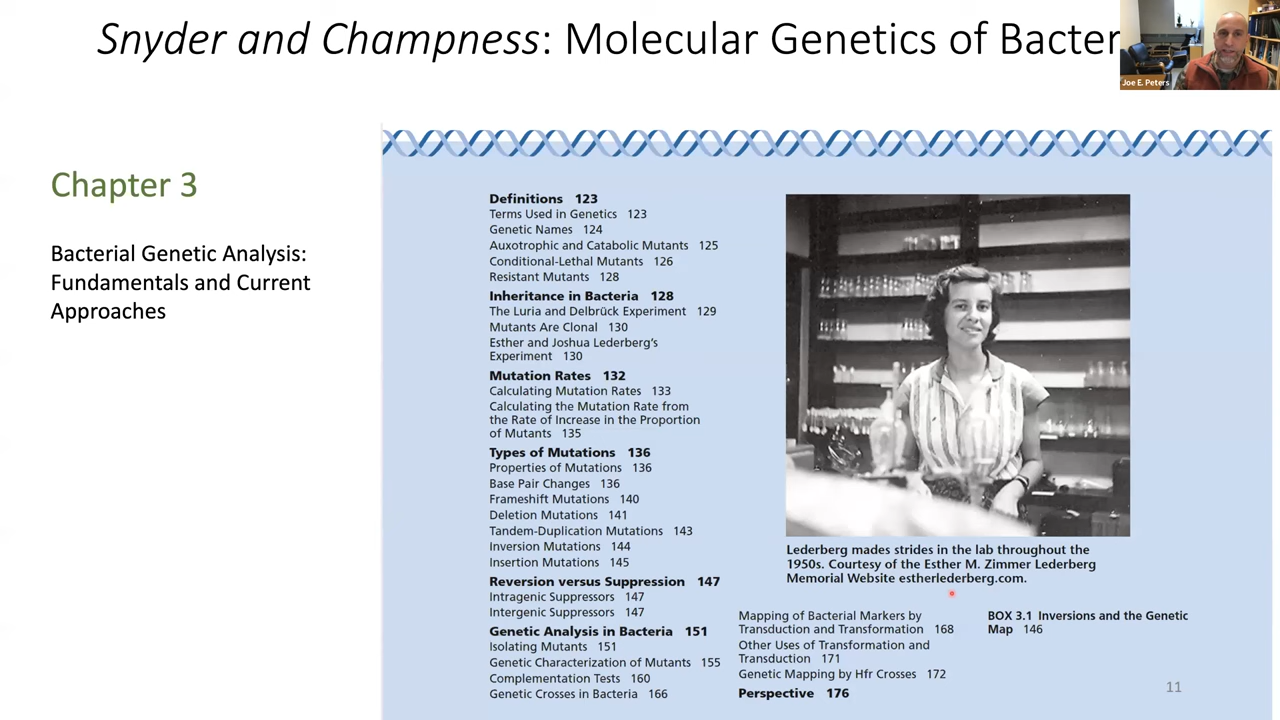 Snyder and Champness: Molecular Genetics of Bacter
Joe E. Peters
Chapter 3
Bacterial Genetic Analysis:
Fundamentals and Current
Approaches
Definitions 123
Terms Used in Genetics 123
Genetic Names 124
Auxotrophic and Catabolic Mutants 125
Conditional-Lethal Mutants 126
Resistant Mutants 128
Inheritance in Bacteria 128
The Luria and Delbrück Experiment 129
Mutants Are Clonal 130
Esther and Joshua Lederberg's
Experiment 130
Mutation Rates 132
Calculating Mutation Rates 133
Calculating the Mutation Rate from
the Rate of Increase in the Proportion
of Mutants 135
Types of Mutations 136
Properties of Mutations 136
Base Pair Changes 136
Frameshift Mutations 140
Deletion Mutations 141
Tandem-Duplication Mutations 143
Inversion Mutations 144
Insertion Mutations 145
Reversion versus Suppression 147
Intragenic Suppressors 147
Intergenic Suppressors 147
Genetic Analysis in Bacteria 151
Isolating Mutants 151
Genetic Characterization of Mutants 155
Complementation Tests 160
Genetic Crosses in Bacteria 166
Lederberg mades strides in the lab throughout the
1950s. Courtesy of the Esther M. Zimmer Lederberg
Memorial Website estherlederberg.com.
Mapping of Bacterial Markers by
Transduction and Transformation 168
Other Uses of Transformation and
Transduction 171
Genetic Mapping by Hfr Crosses 172
Perspective 176
BOX 3.1 Inversions and the Genetic
Map 146
11